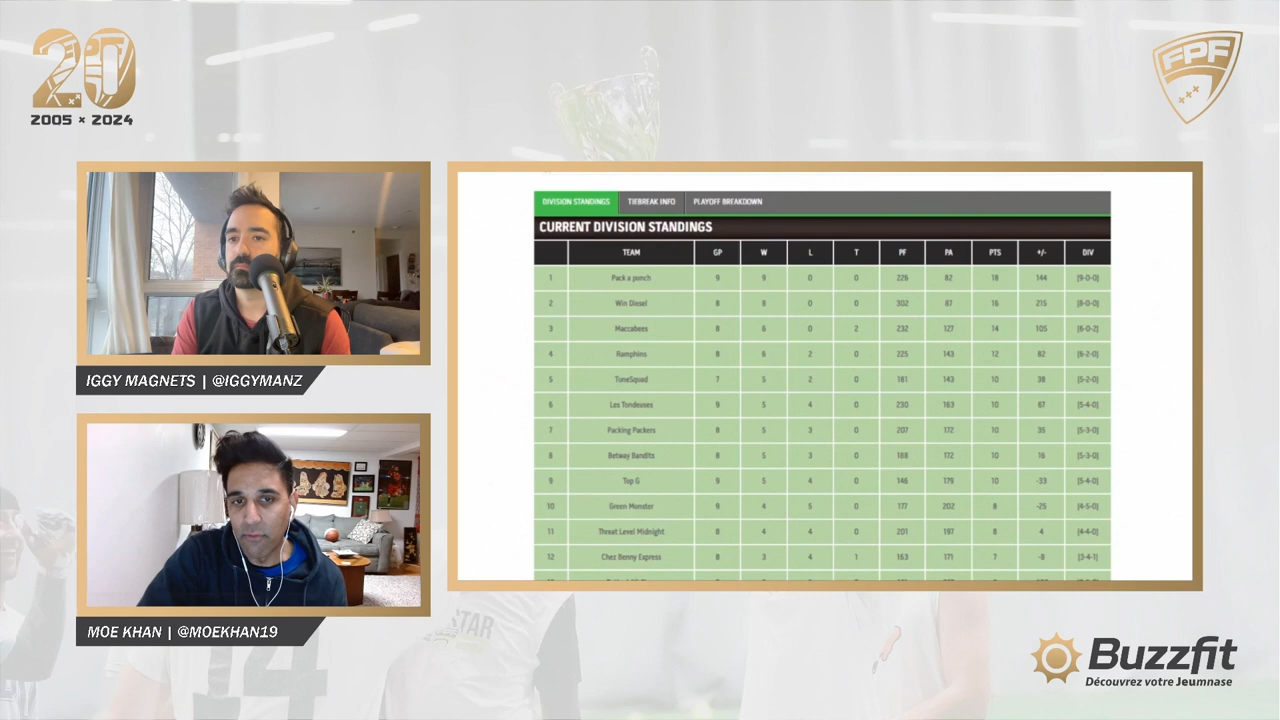 20
2005 × 2024
FPF
IGGY MAGNETS | @IGGYMANZ
MOE KHAN | @MOEKHAN19
DIVISION STANDINGS TIEBREAK INFO PLAYOFF BREAKDOWN
CURRENT DIVISION STANDINGS
TEAM GP W L T PF PA PTS +/- DIV
1 Pack a punch 9 9 0 0 226 82 18 144 (9-0-0)
2 Win Diesel 8 8 0 0 302 87 16 215 (8-0-0)
3 Maccabees 8 6 0 2 232 127 14 105 (6-0-2)
4 Ramphins 8 6 2 0 225 143 12 82 (6-2-0)
5 TuneSquad 7 5 2 0 181 143 10 38 (5-2-0)
6 Les Tondeuses 9 5 4 0 230 163 10 67 (5-4-0)
7 Packing Packers 8 5 3 0 207 172 10 35 (5-3-0)
8 Betway Bandits 8 5 3 0 188 172 10 16 (5-3-0)
9 Top G 9 5 4 0 146 179 10 -33 (5-4-0)
10 Green Monster 9 4 5 0 177 202 8 -25 (4-5-0)
11 Threat Level Midnight 8 4 4 0 201 197 8 4 (4-4-0)
12 Chez Benny Express 8 3 4 1 163 171 7 -8 (3-4-1)
STAR
14
Buzzfit
Découvrez votre Jeumnase